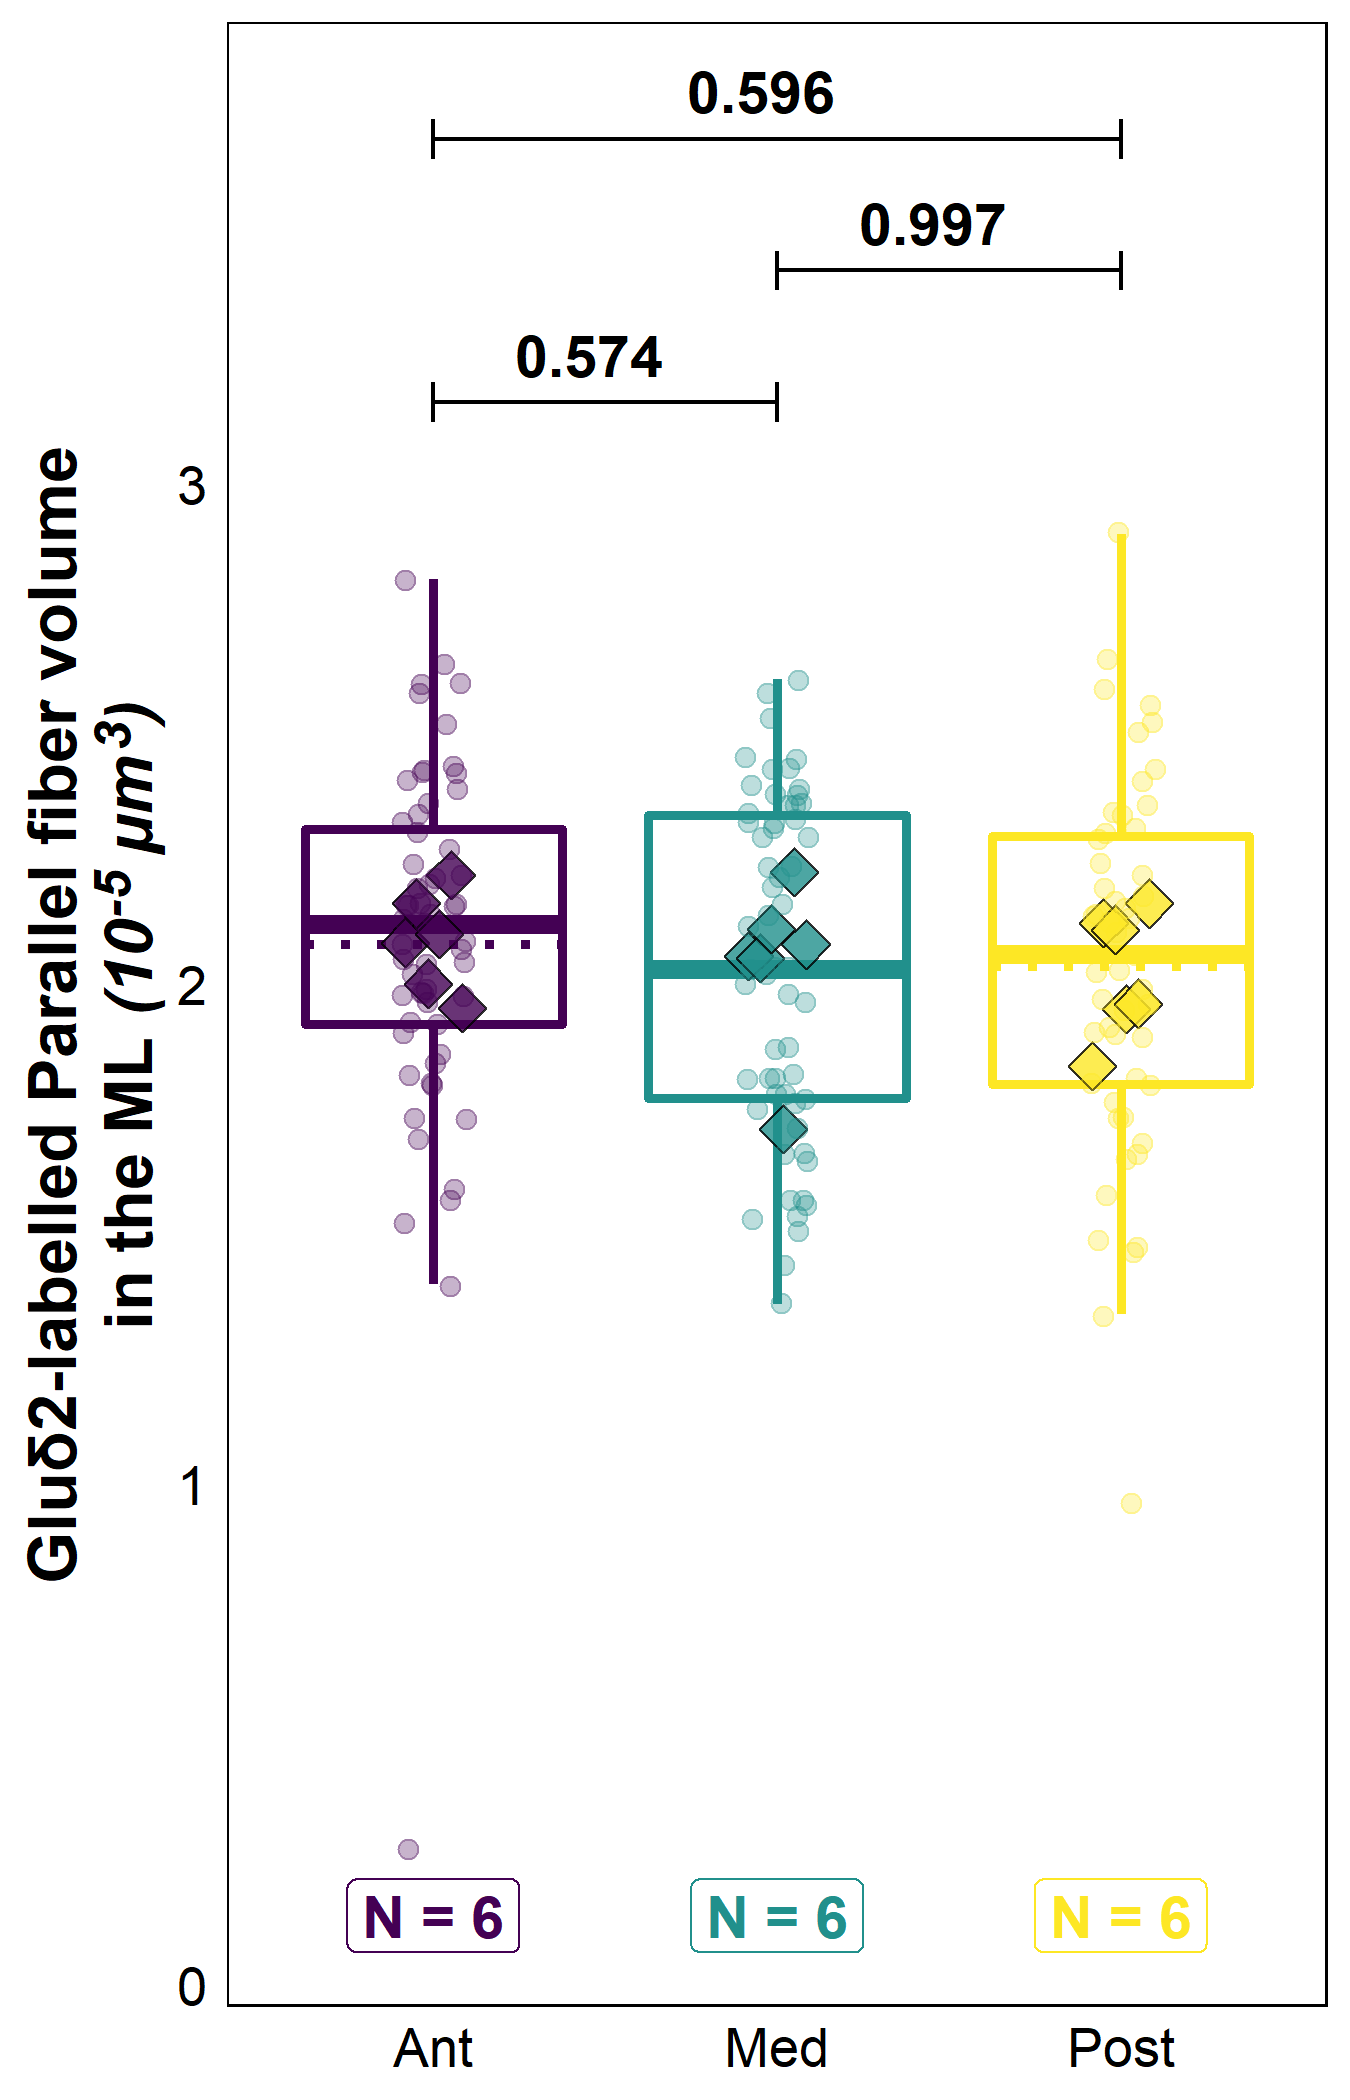 Gluδ2-labelled Parallel fiber volume
in the ML (10⁻⁵ µm³)
0.596
0.997
0.574
3
2
1
0
N = 6
N = 6
N = 6
Ant
Med
Post